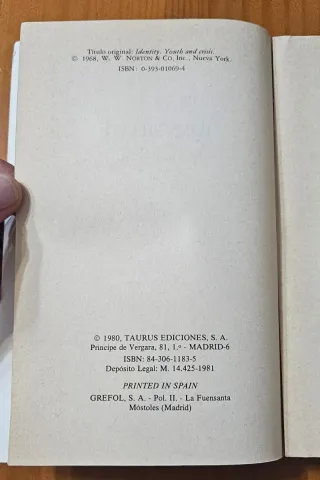 Título original: Identity. Youth and crisis.
© 1968, W. W. NORTON & CO. Inc., Nueva York.
ISBN: 0-393-01069-4
© 1980, TAURUS EDICIONES, S. A.
Príncipe de Vergara, 81, 1.º - MADRID-6
ISBN: 84-306-1183-5
Depósito Legal: M. 14.425-1981
PRINTED IN SPAIN
GREFOL, S. A. - Pol. II. - La Fuensanta
Móstoles (Madrid)